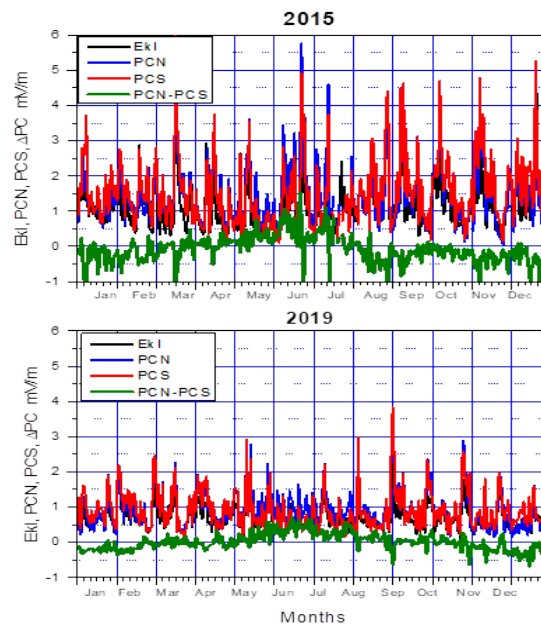 2015
Ekl, PCN, PCS, ΔPC mV/m
6
5
4
3
2
1
0
-1
Ekl
PCN
PCS
PCN-PCS
Jan Feb Mar Apr May Jun Jul Aug Sep Oct Nov Dec
2019
Ekl, PCN, PCS, ΔPC mV/m
6
5
4
3
2
1
0
-1
Ekl
PCN
PCS
PCN-PCS
Jan Feb Mar Apr May Jun Jul Aug Sep Oct Nov Dec
Months